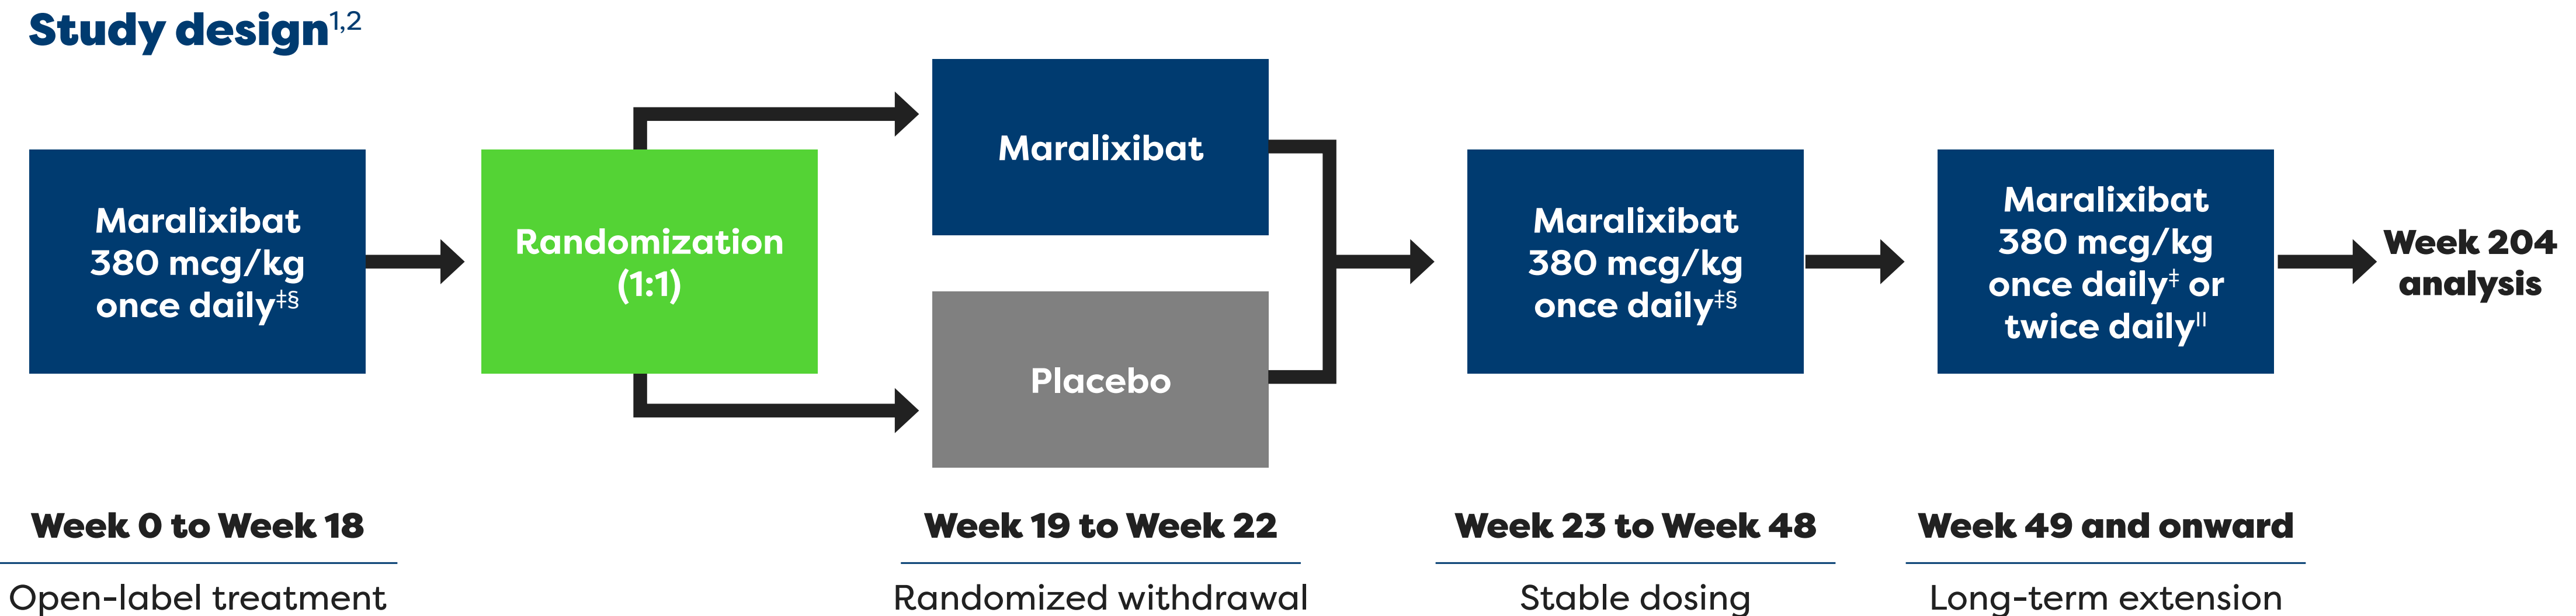 Study design1,2
Maralixibat
380 mcg/kg
once daily‡§
Randomization
(1:1)
Maralixibat
Placebo
Maralixibat
380 mcg/kg
once daily‡§
Maralixibat
380 mcg/kg
once daily‡ or
twice daily||
Week 204
analysis
Week 0 to Week 18
Open-label treatment
Week 19 to Week 22
Randomized withdrawal
Week 23 to Week 48
Stable dosing
Week 49 and onward
Long-term extension